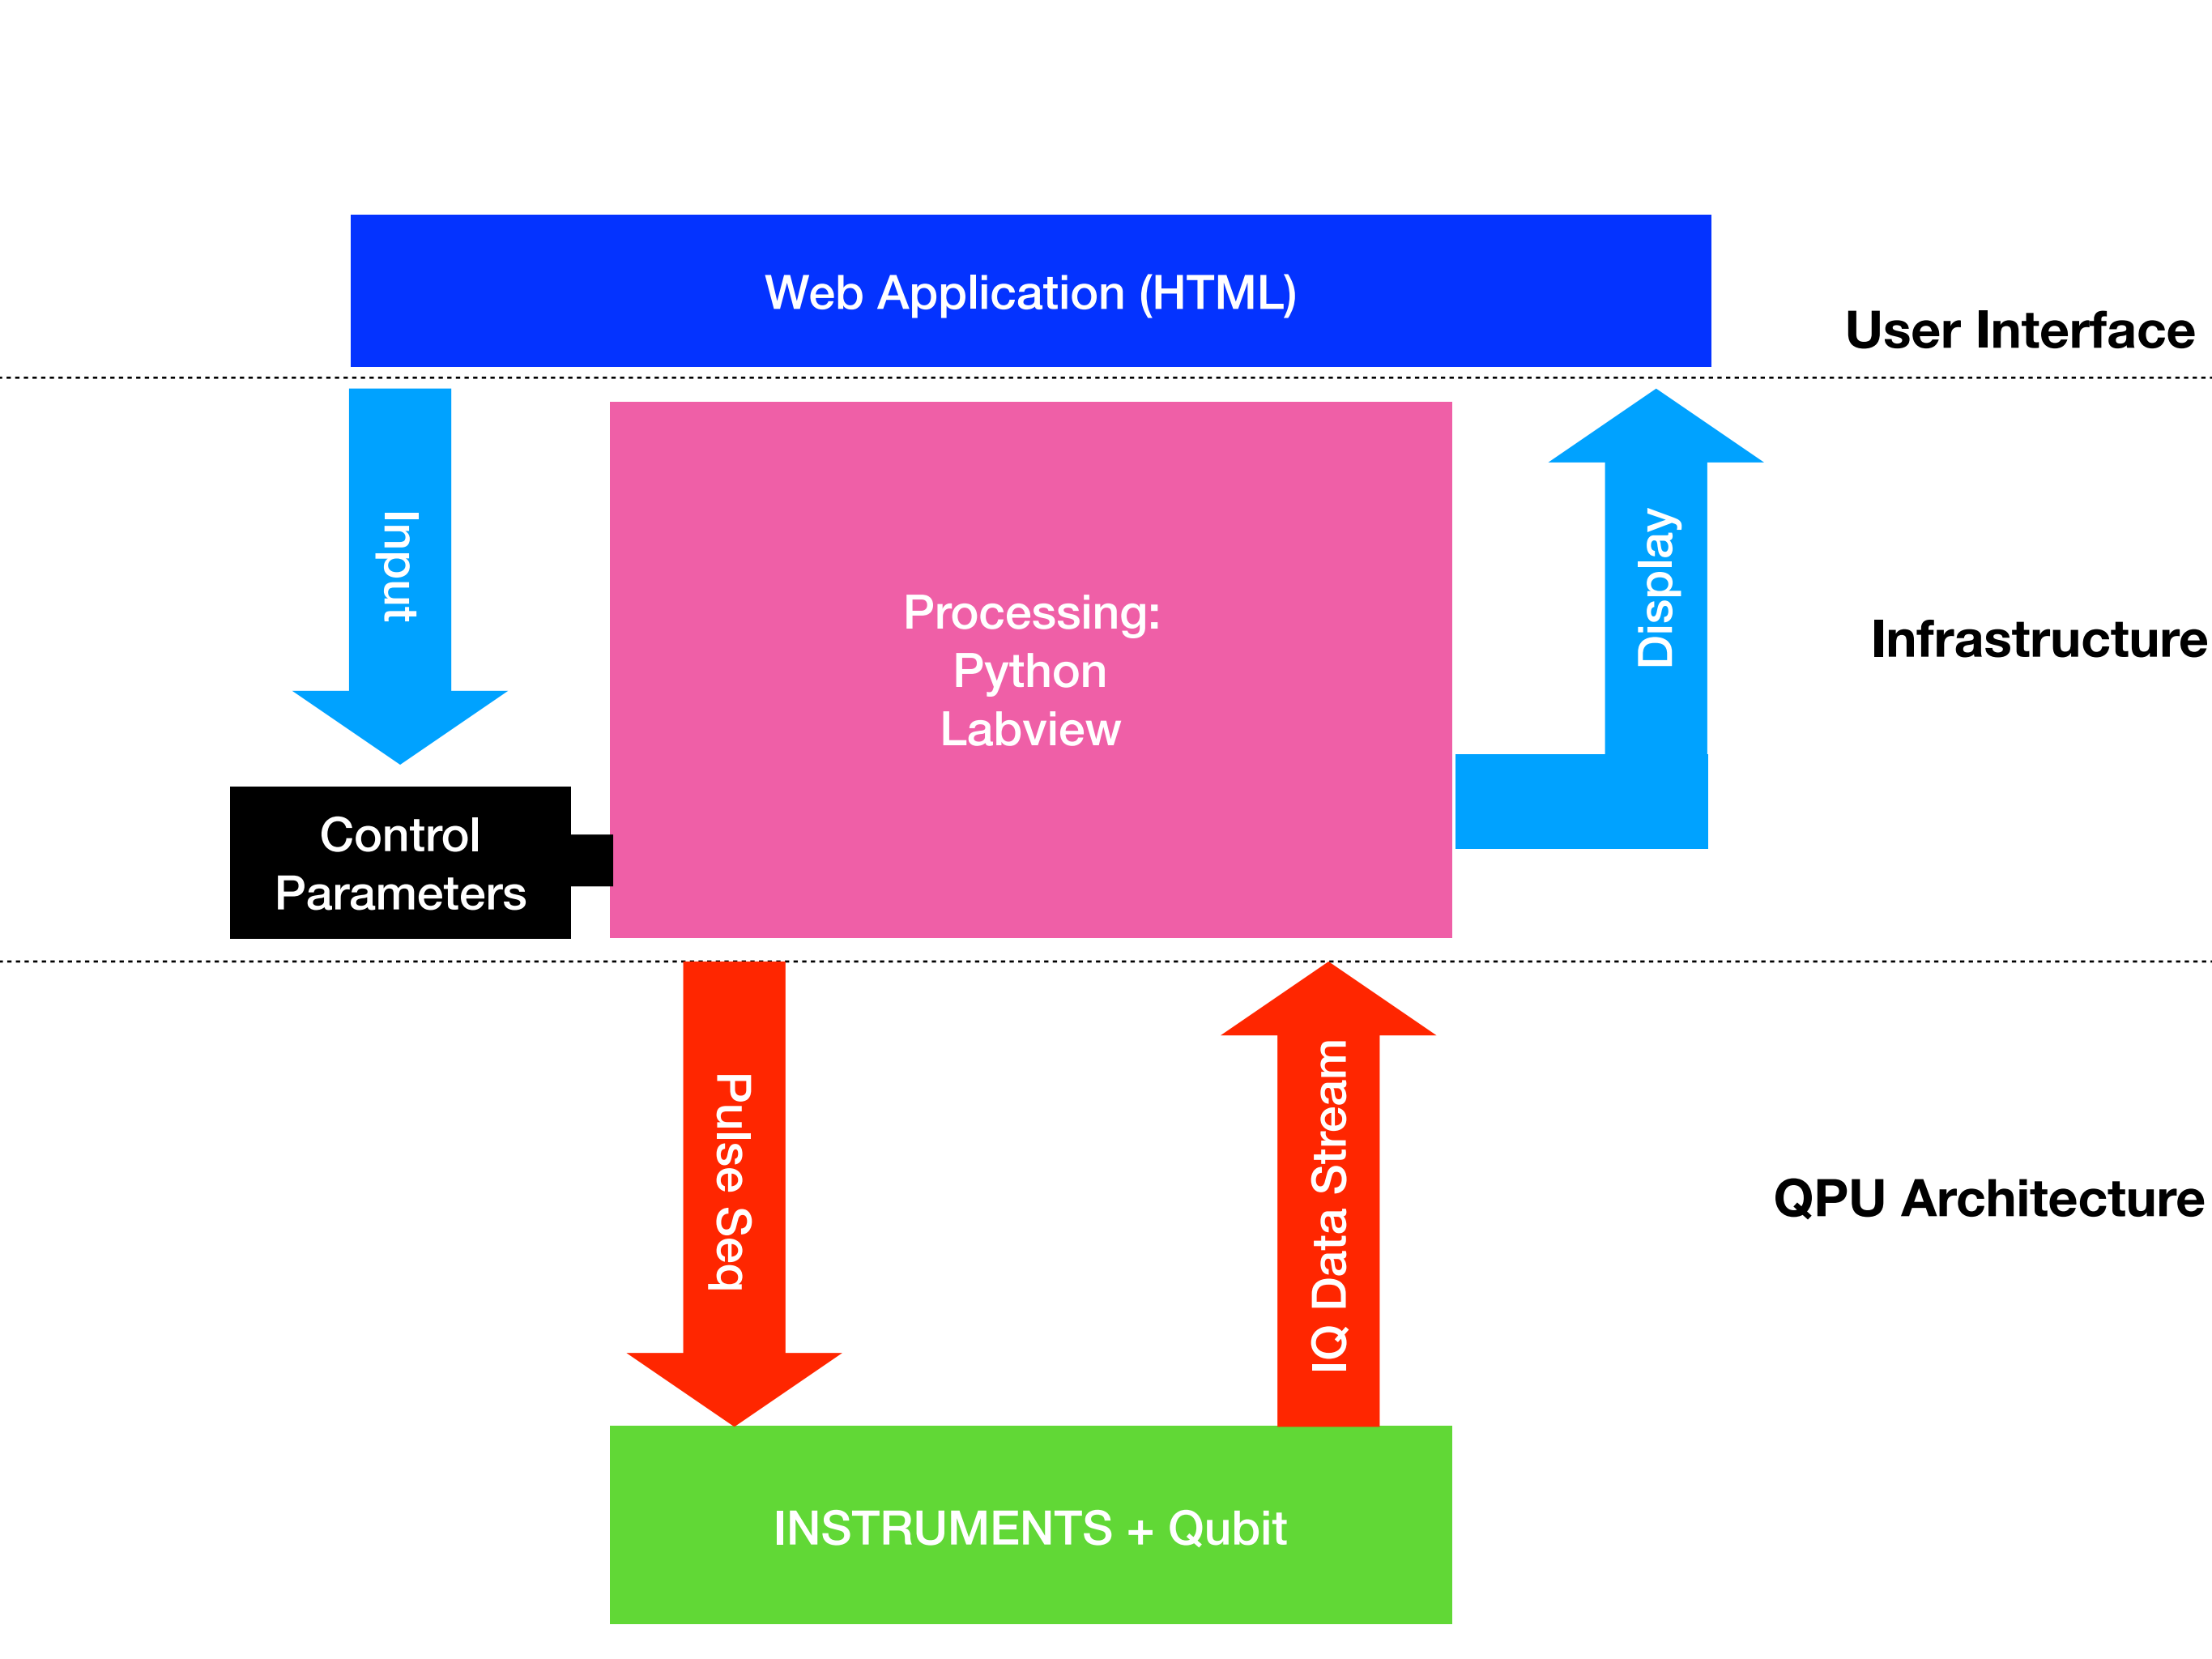 Web Application (HTML)
User Interface
Input
Processing:
Python
Labview
Display
Infrastructure
Control
Parameters
Pulse Seq
IQ Data Stream
QPU Architecture
INSTRUMENTS + Qubit